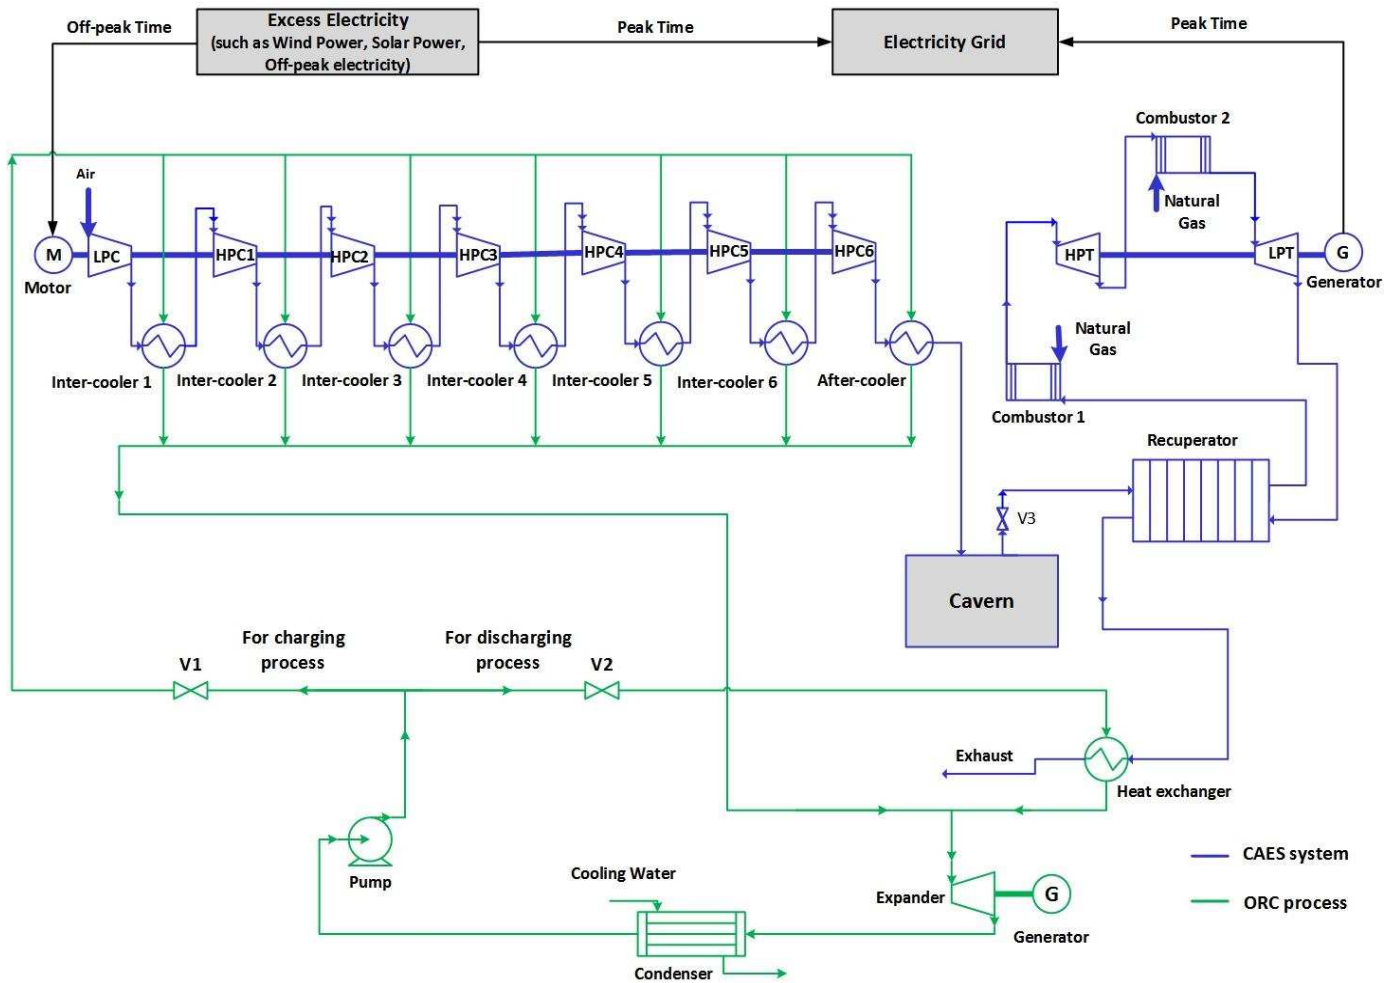 Off-peak Time
Excess Electricity
(such as Wind Power, Solar Power,
Off-peak electricity)
Peak Time
Electricity Grid
Peak Time
Combustor 2
Natural
Gas
Air
M
LPC
HPC1
HPC2
HPC3
HPC4
HPC5
HPC6
HPT
LPT
G
Motor
Generator
Natural
Gas
Inter-cooler 1
Inter-cooler 2
Inter-cooler 3
Inter-cooler 4
Inter-cooler 5
Inter-cooler 6
After-cooler
Combustor 1
Recuperator
V3
Cavern
For charging
process
For discharging
process
V1
V2
Exhaust
Heat exchanger
Pump
Cooling Water
Expander
G
Generator
Condenser
CAES system
ORC process